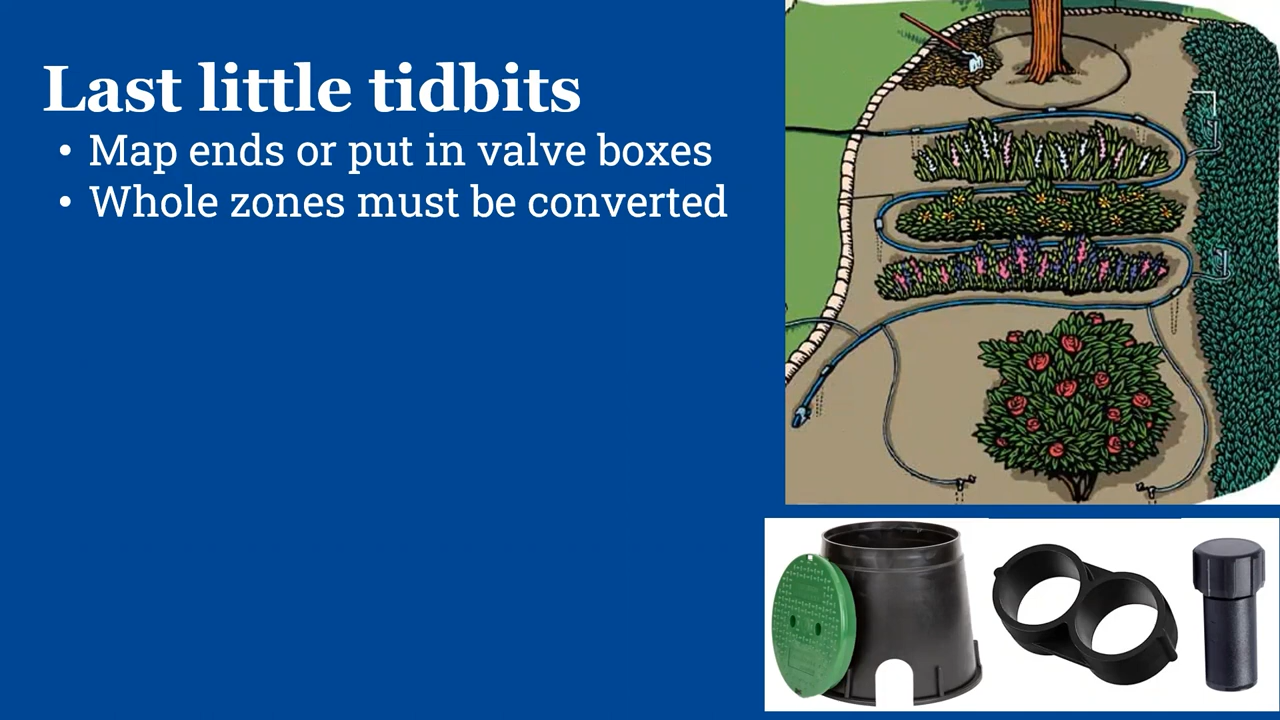 Last little tidbits
• Map ends or put in valve boxes
• Whole zones must be converted